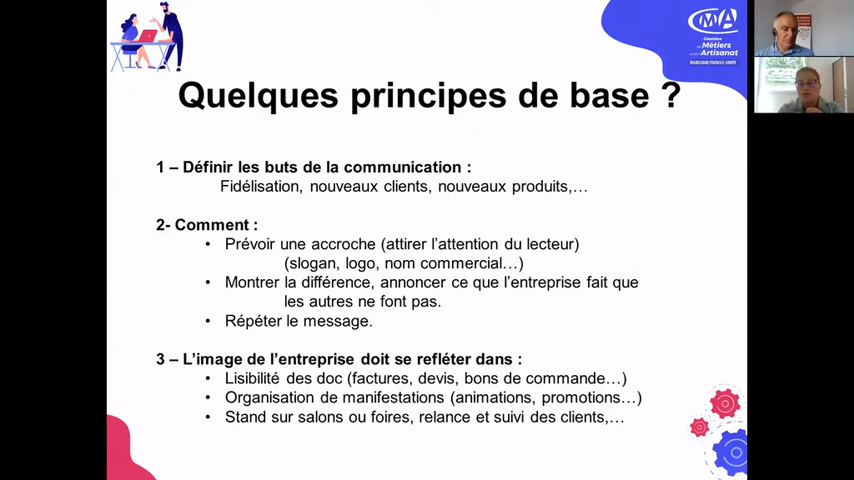 CMA
Chambre
de Métiers
et de l'Artisanat
BOURGOGNE-FRANCHE-COMTÉ
Quelques principes de base ?
1 – Définir les buts de la communication :
Fidélisation, nouveaux clients, nouveaux produits,…
2- Comment :
• Prévoir une accroche (attirer l'attention du lecteur)
(slogan, logo, nom commercial…)
• Montrer la différence, annoncer ce que l'entreprise fait que
les autres ne font pas.
• Répéter le message.
3 – L'image de l'entreprise doit se refléter dans :
• Lisibilité des doc (factures, devis, bons de commande…)
• Organisation de manifestations (animations, promotions…)
• Stand sur salons ou foires, relance et suivi des clients,…